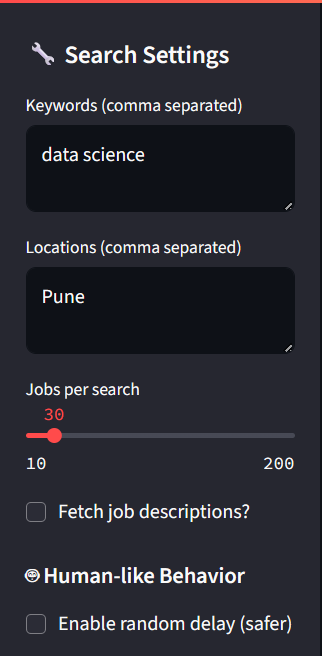 Search Settings
Keywords (comma separated)
data science
Locations (comma separated)
Pune
Jobs per search
30
10 200
Fetch job descriptions?
Human-like Behavior
Enable random delay (safer)